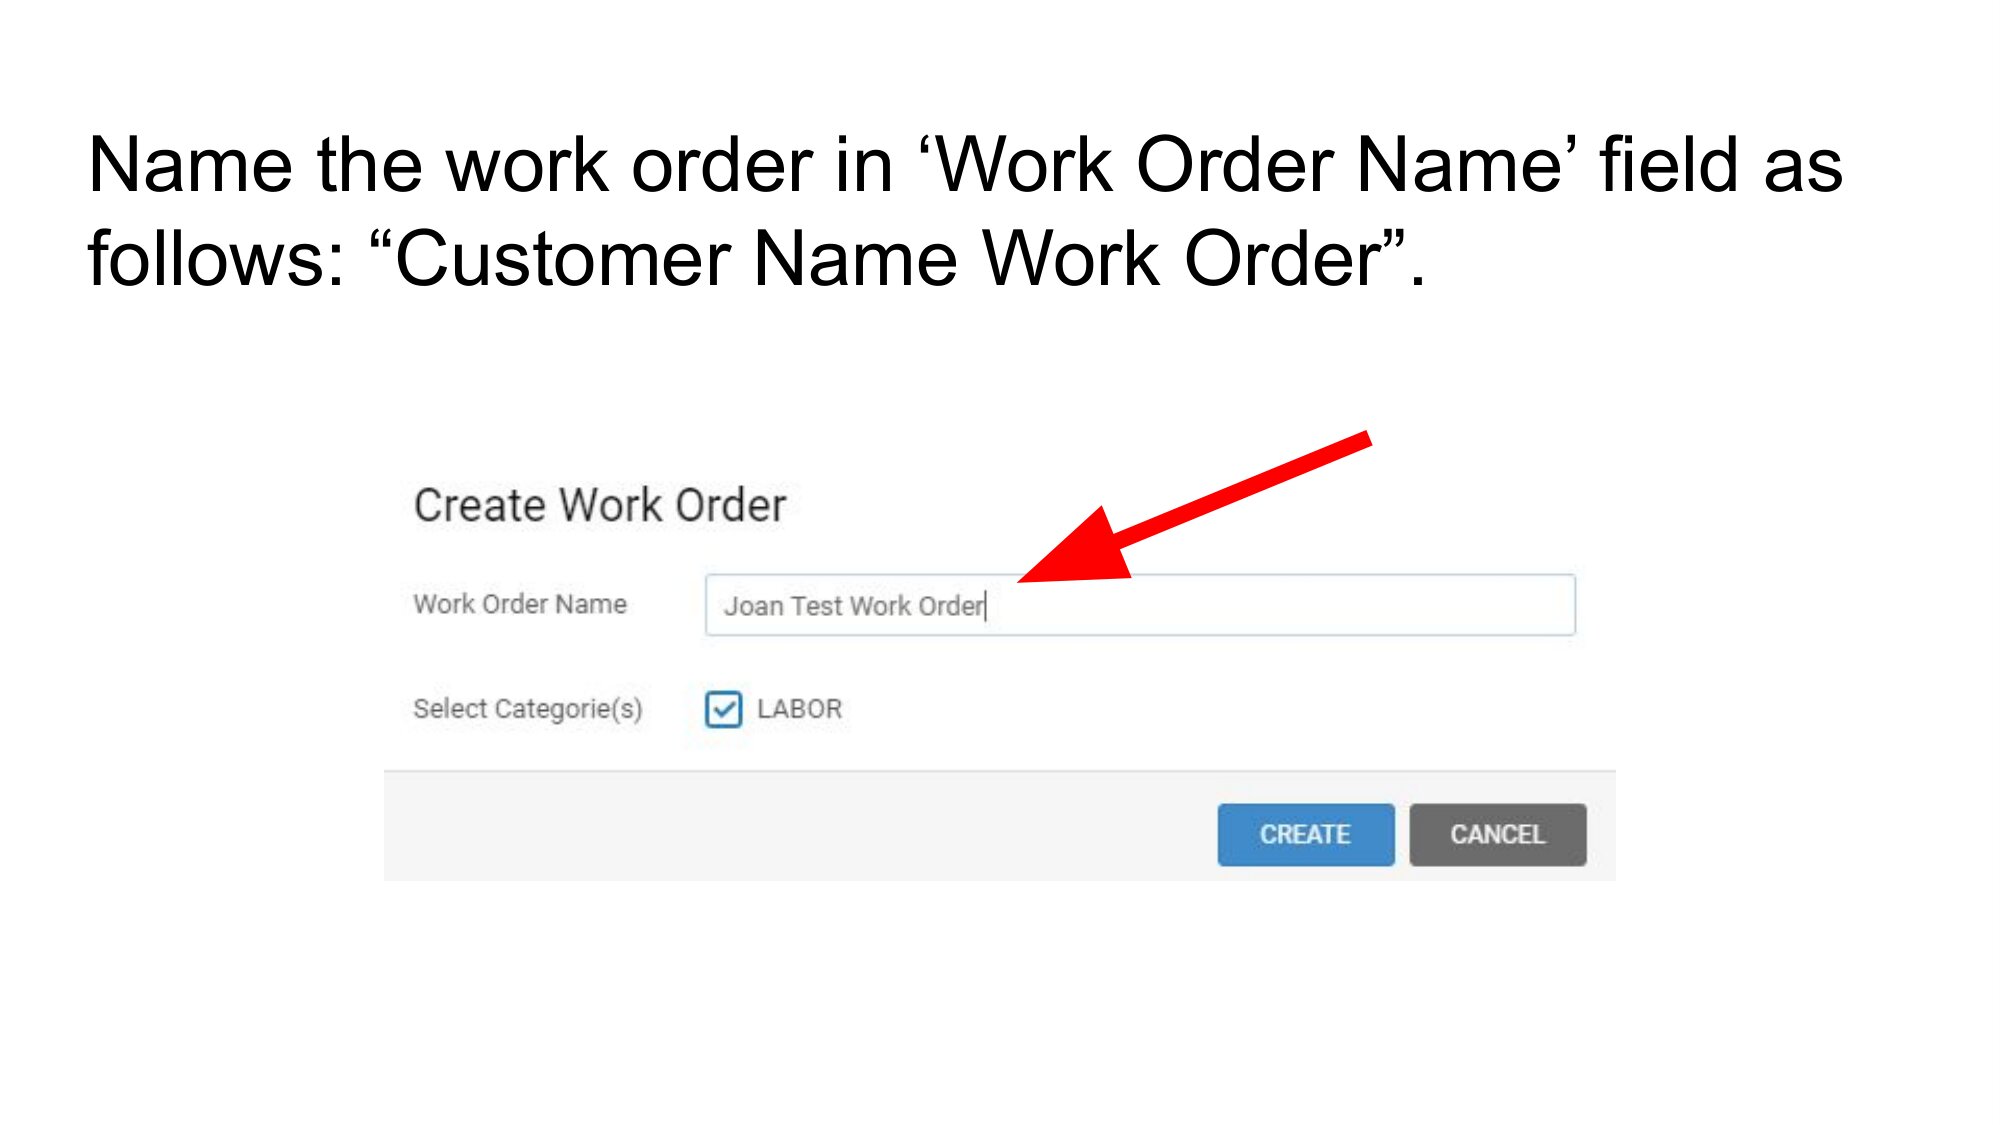 Name the work order in ‘Work Order Name’ field as
follows: “Customer Name Work Order”.
Create Work Order
Work Order Name
Joan Test Work Order
Select Categorie(s)
LABOR
CREATE
CANCEL